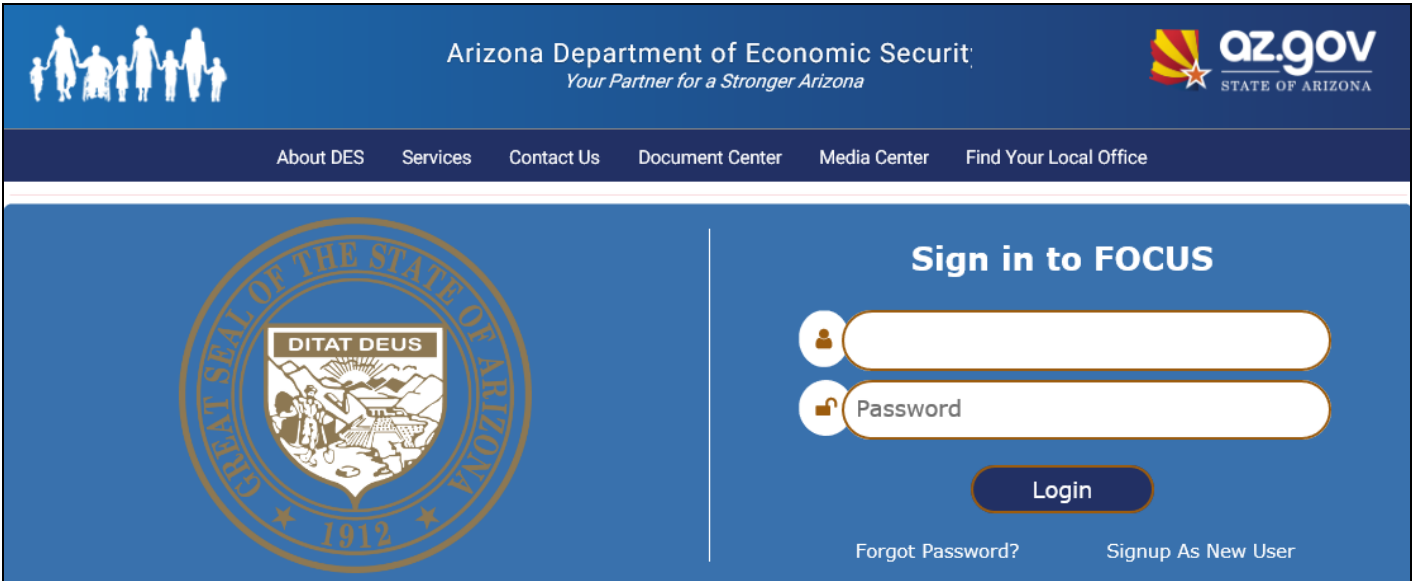 Arizona Department of Economic Securit
Your Partner for a Stronger Arizona
az.gov
STATE OF ARIZONA
About DES Services Contact Us Document Center Media Center Find Your Local Office
GREAT SEAL OF THE STATE OF ARIZONA
DITAT DEUS
1912
Sign in to FOCUS
Password
Login
Forgot Password? Signup As New User